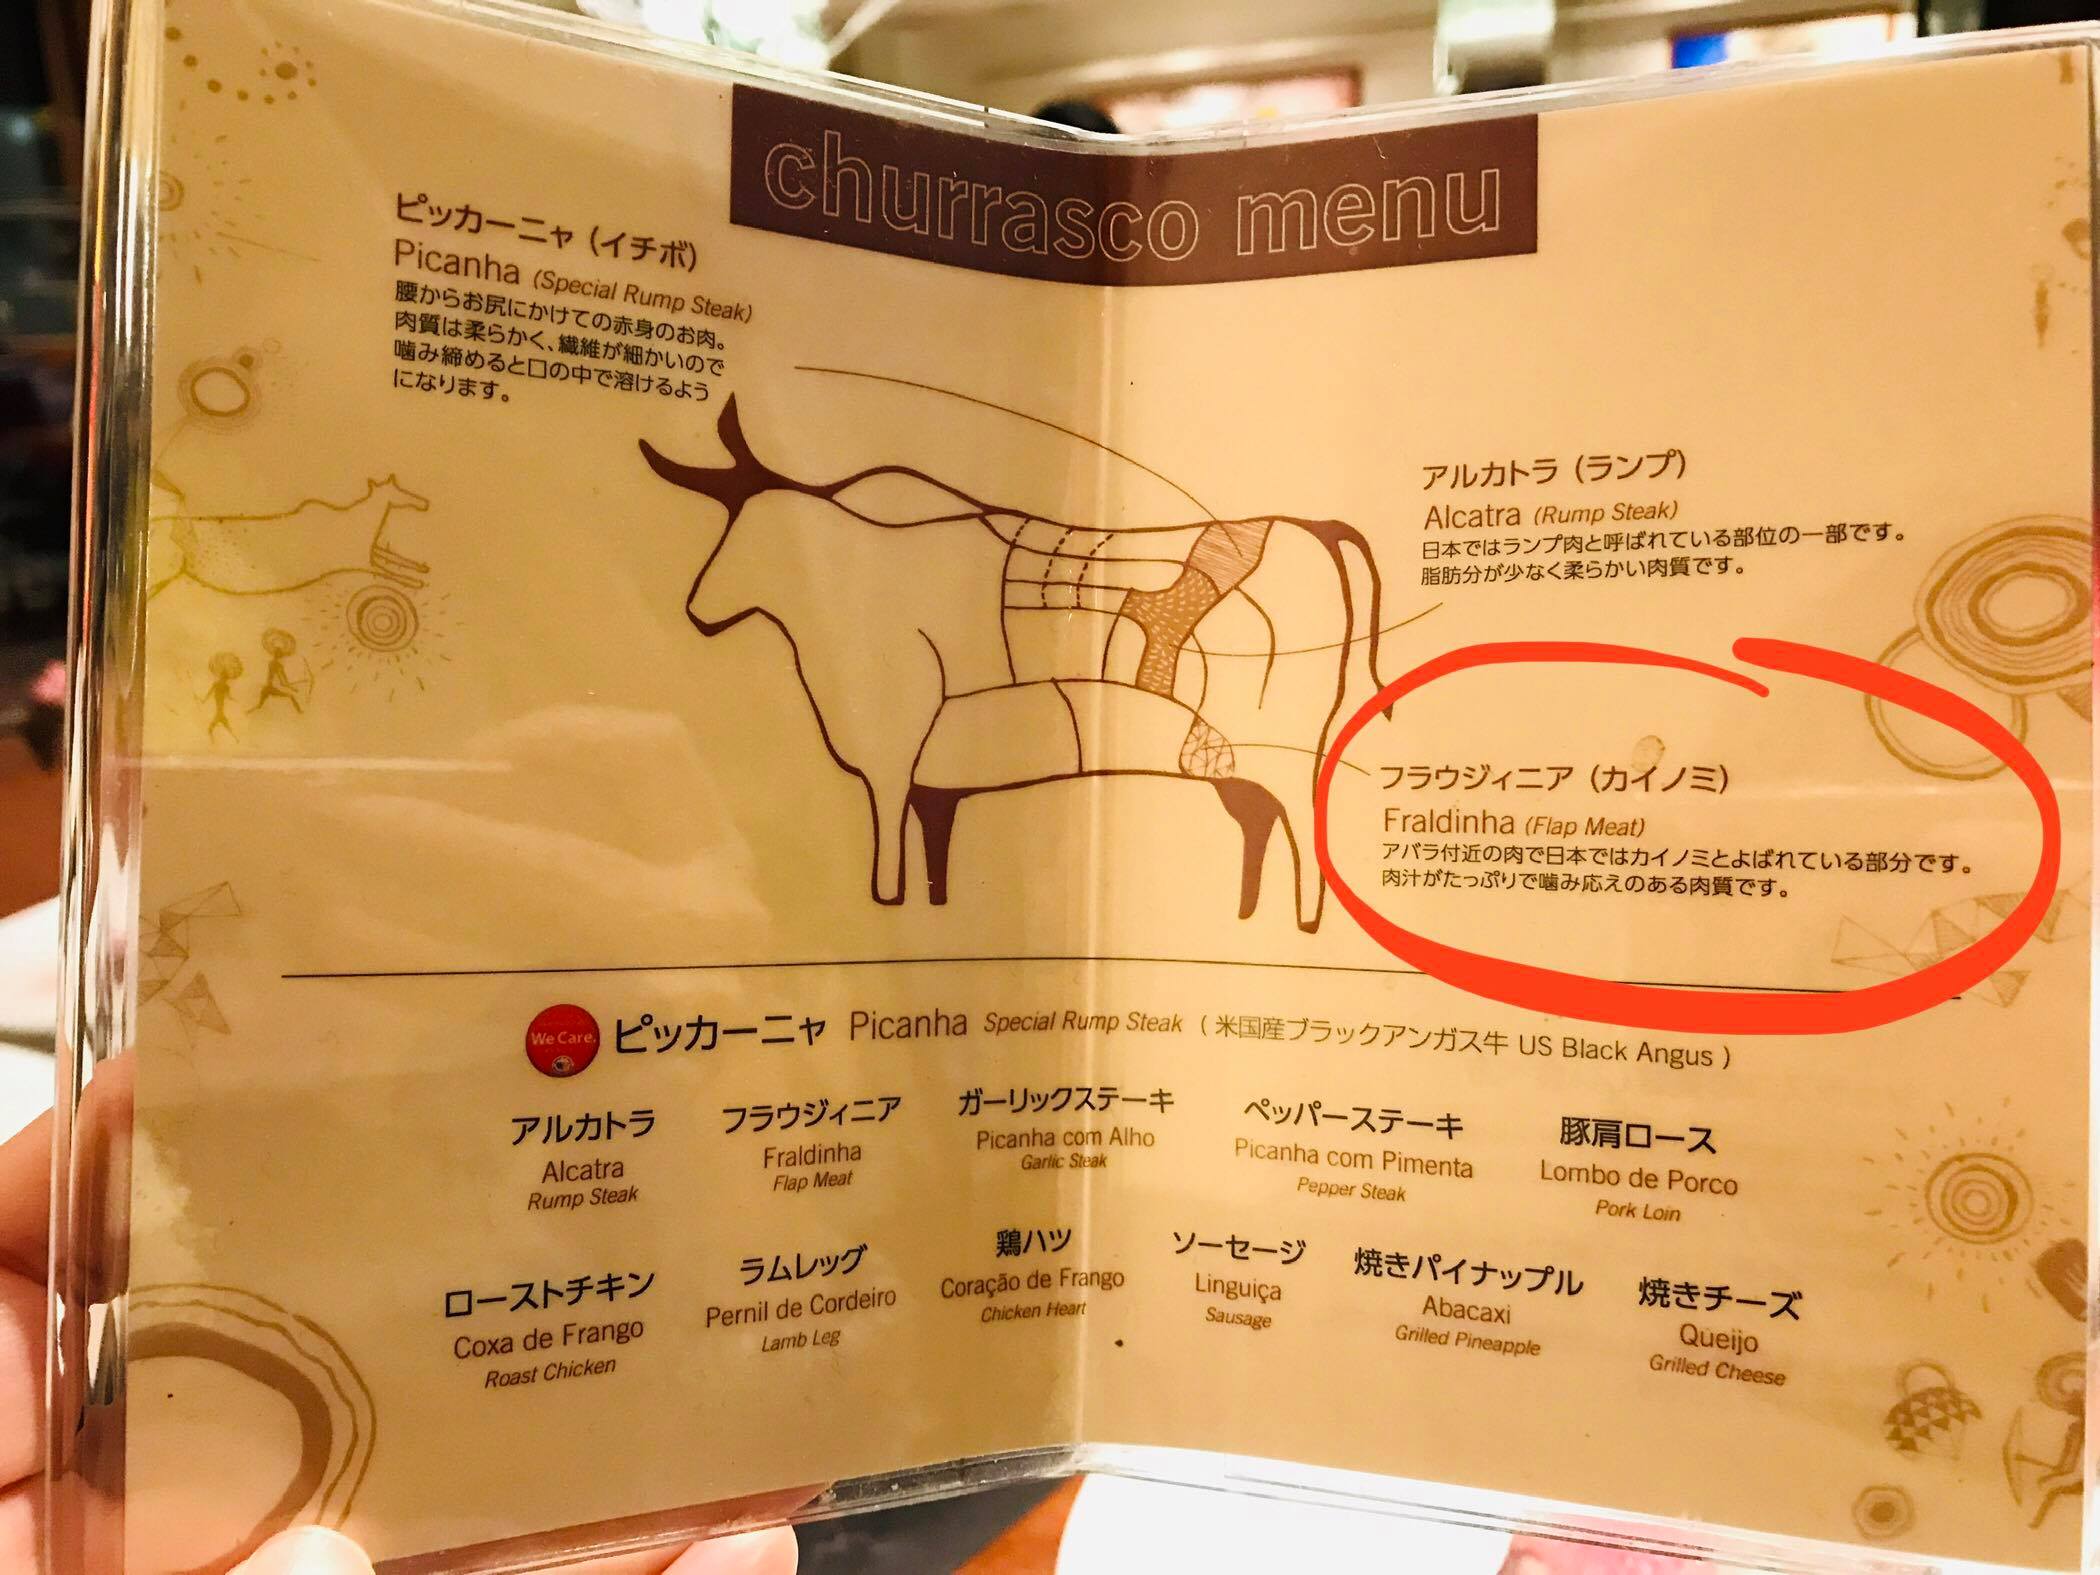 churrasco menu
ピッカーニャ（イチボ）
Picanha (Special Rump Steak)
腰からお尻にかけての赤身のお肉。
肉質は柔らかく、繊維が細かいので
噛み締めると口の中で溶けるよう
になります。
アルカトラ（ランプ）
Alcatra (Rump Steak)
日本ではランプ肉と呼ばれている部位の一部です。
脂肪分が少なく柔らかい肉質です。
フラウジィニア（カイノミ）
Fraldinha (Flap Meat)
アバラ付近の肉で日本ではカイノミとよばれている部分です。
肉汁がたっぷりで噛み応えのある肉質です。
We Care.
ピッカーニャ Picanha Special Rump Steak ( 米国産ブラックアンガス牛 US Black Angus )
アルカトラ
Alcatra
Rump Steak
フラウジィニア
Fraldinha
Flap Meat
ガーリックステーキ
Picanha com Alho
Garlic Steak
ペッパーステーキ
Picanha com Pimenta
Pepper Steak
豚肩ロース
Lombo de Porco
Pork Loin
ローストチキン
Coxa de Frango
Roast Chicken
ラムレッグ
Pernil de Cordeiro
Lamb Leg
鶏ハツ
Coração de Frango
Chicken Heart
ソーセージ
Linguiça
Sausage
焼きパイナップル
Abacaxi
Grilled Pineapple
焼きチーズ
Queijo
Grilled Cheese